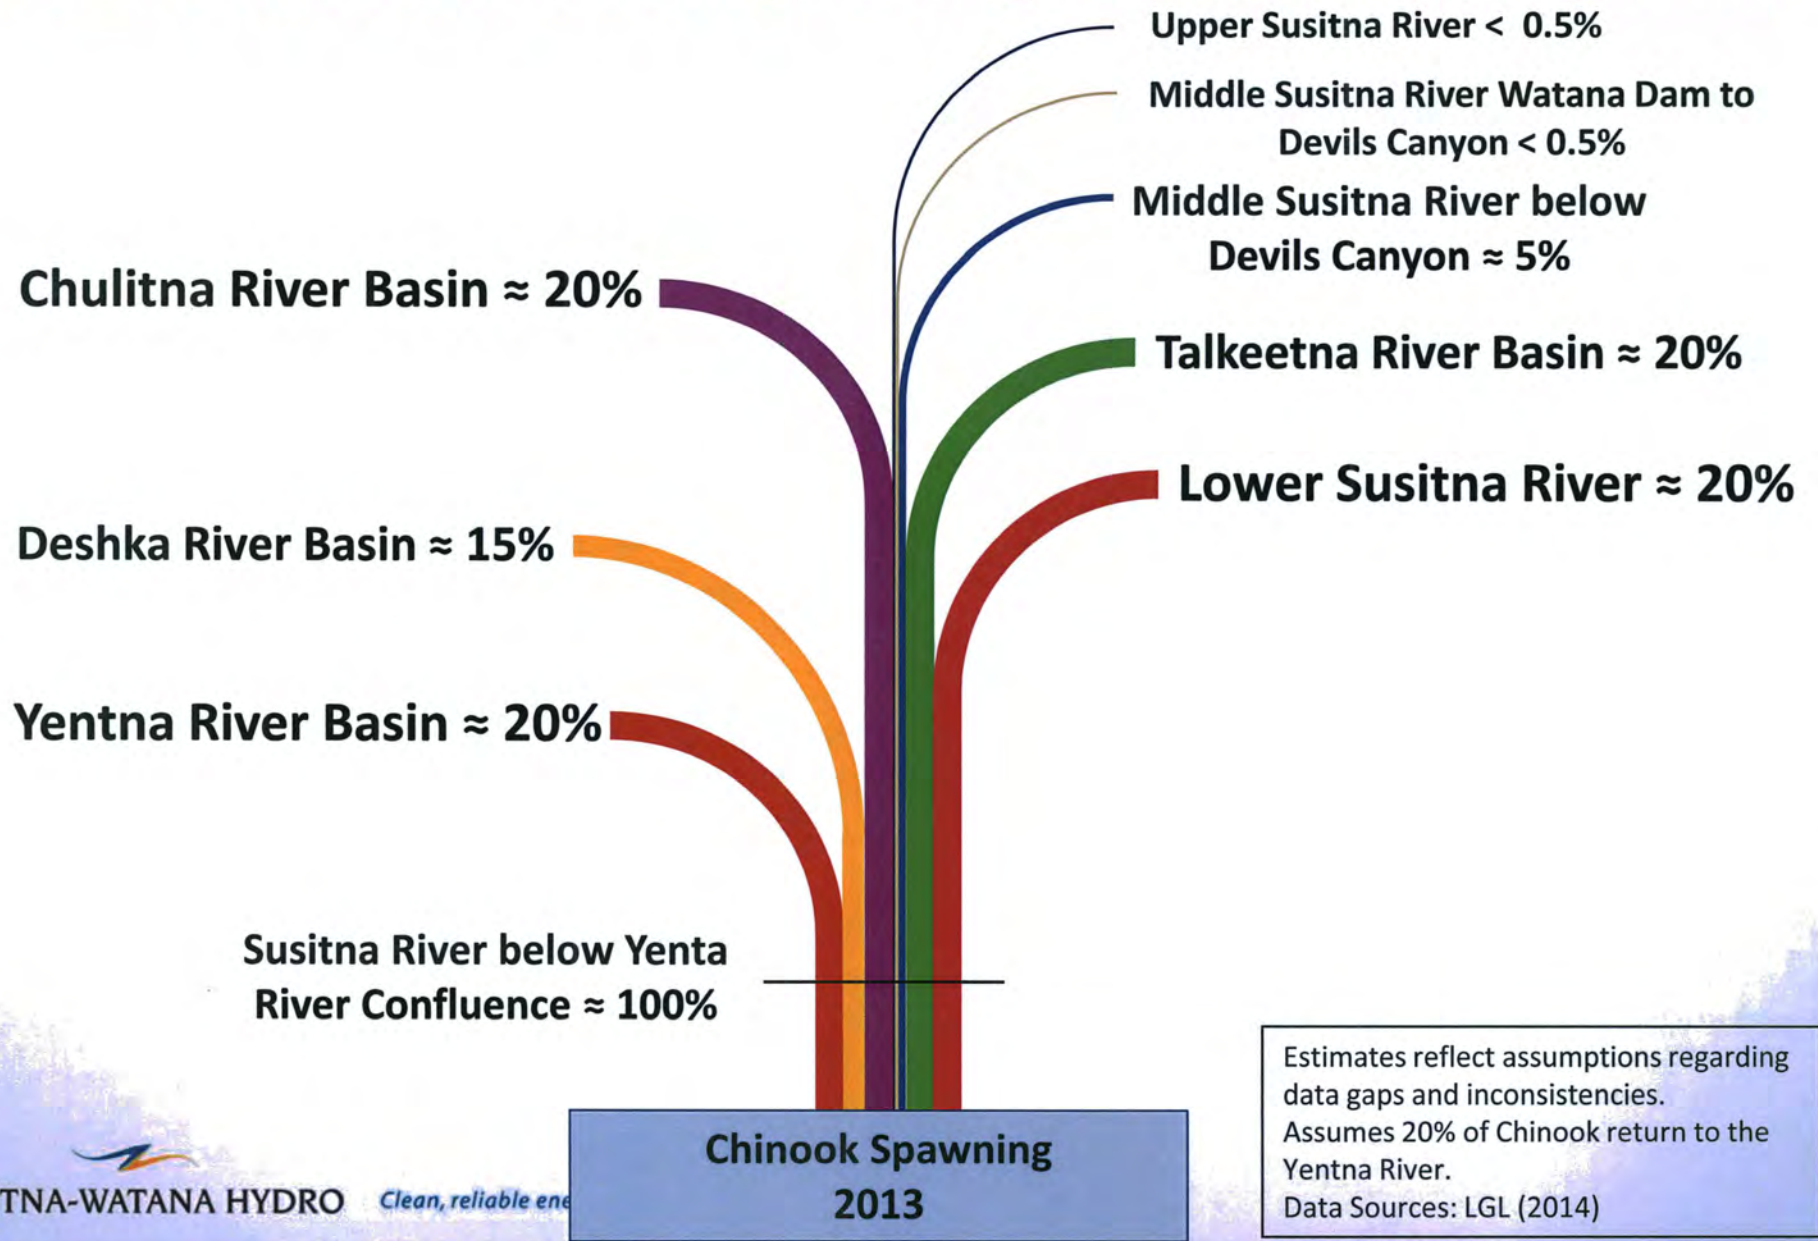 Upper Susitna River < 0.5%
Middle Susitna River Watana Dam to
Devils Canyon < 0.5%
Middle Susitna River below
Devils Canyon ≈ 5%
Chulitna River Basin ≈ 20%
Talkeetna River Basin ≈ 20%
Lower Susitna River ≈ 20%
Deshka River Basin ≈ 15%
Yentna River Basin ≈ 20%
Susitna River below Yenta
River Confluence ≈ 100%
Estimates reflect assumptions regarding
data gaps and inconsistencies.
Assumes 20% of Chinook return to the
Yentna River.
Data Sources: LGL (2014)
Chinook Spawning
2013
TNA-WATANA HYDRO Clean, reliable ene